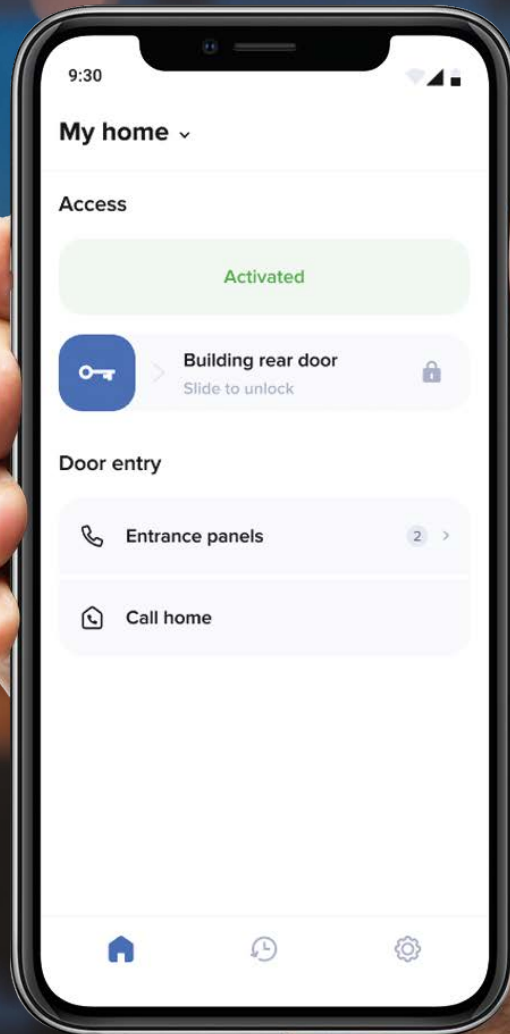 9:30
My home
Access
Activated
Building rear door
Slide to unlock
Door entry
Entrance panels
2
Call home